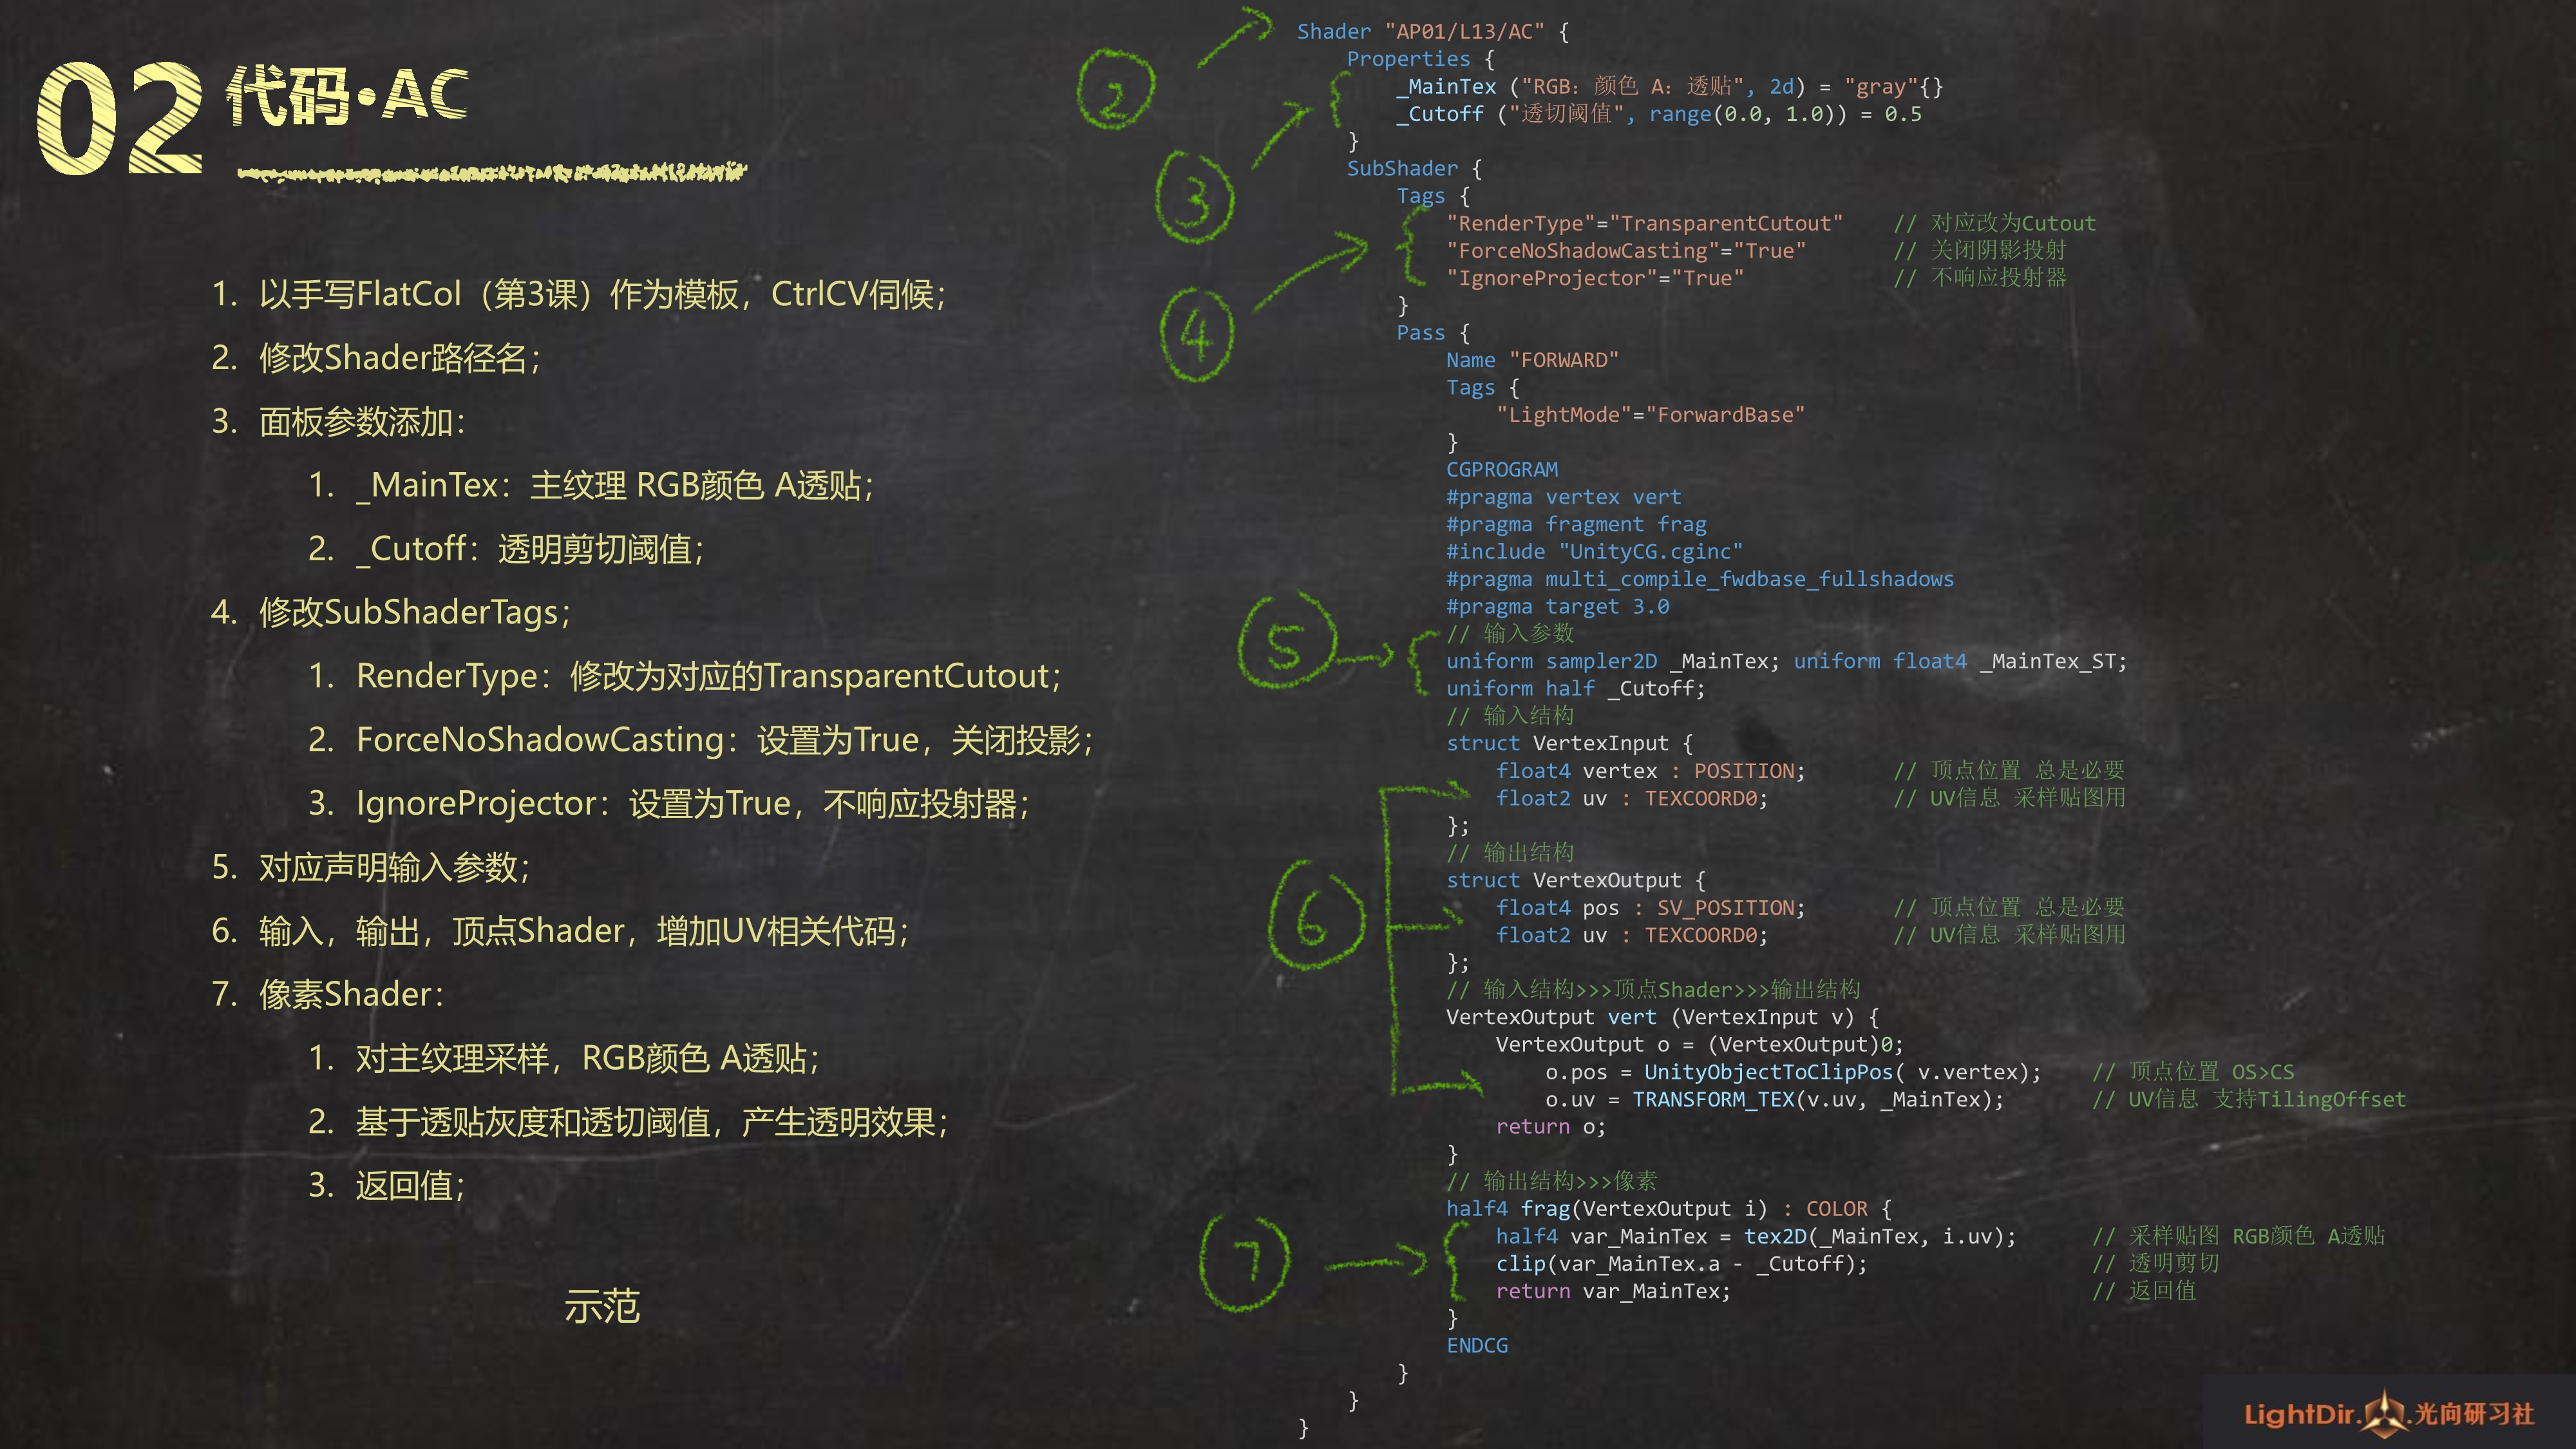 02 代码·AC
1. 以手写FlatCol（第3课）作为模板，CtrlCV伺候；
2. 修改Shader路径名；
3. 面板参数添加：
1. _MainTex：主纹理 RGB颜色 A透贴；
2. _Cutoff：透明剪切阈值；
4. 修改SubShaderTags；
1. RenderType：修改为对应的TransparentCutout；
2. ForceNoShadowCasting：设置为True，关闭投影；
3. IgnoreProjector：设置为True，不响应投射器；
5. 对应声明输入参数；
6. 输入，输出，顶点Shader，增加UV相关代码；
7. 像素Shader：
1. 对主纹理采样，RGB颜色 A透贴；
2. 基于透贴灰度和透切阈值，产生透明效果；
3. 返回值；
示范
②
③
④
⑤
⑥
⑦
Shader "AP01/L13/AC" {
Properties {
_MainTex ("RGB：颜色 A：透贴", 2d) = "gray"{}
_Cutoff ("透切阈值", range(0.0, 1.0)) = 0.5
}
SubShader {
Tags {
"RenderType"="TransparentCutout" // 对应改为Cutout
"ForceNoShadowCasting"="True" // 关闭阴影投射
"IgnoreProjector"="True" // 不响应投射器
}
Pass {
Name "FORWARD"
Tags {
"LightMode"="ForwardBase"
}
CGPROGRAM
#pragma vertex vert
#pragma fragment frag
#include "UnityCG.cginc"
#pragma multi_compile_fwdbase_fullshadows
#pragma target 3.0
// 输入参数
uniform sampler2D _MainTex; uniform float4 _MainTex_ST;
uniform half _Cutoff;
// 输入结构
struct VertexInput {
float4 vertex : POSITION; // 顶点位置 总是必要
float2 uv : TEXCOORD0; // UV信息 采样贴图用
};
// 输出结构
struct VertexOutput {
float4 pos : SV_POSITION; // 顶点位置 总是必要
float2 uv : TEXCOORD0; // UV信息 采样贴图用
};
// 输入结构>>>顶点Shader>>>输出结构
VertexOutput vert (VertexInput v) {
VertexOutput o = (VertexOutput)0;
o.pos = UnityObjectToClipPos( v.vertex); // 顶点位置 OS>CS
o.uv = TRANSFORM_TEX(v.uv, _MainTex); // UV信息 支持TilingOffset
return o;
}
// 输出结构>>>像素
half4 frag(VertexOutput i) : COLOR {
half4 var_MainTex = tex2D(_MainTex, i.uv); // 采样贴图 RGB颜色 A透贴
clip(var_MainTex.a - _Cutoff); // 透明剪切
return var_MainTex; // 返回值
}
ENDCG
}
}
}
LightDir.光向研习社